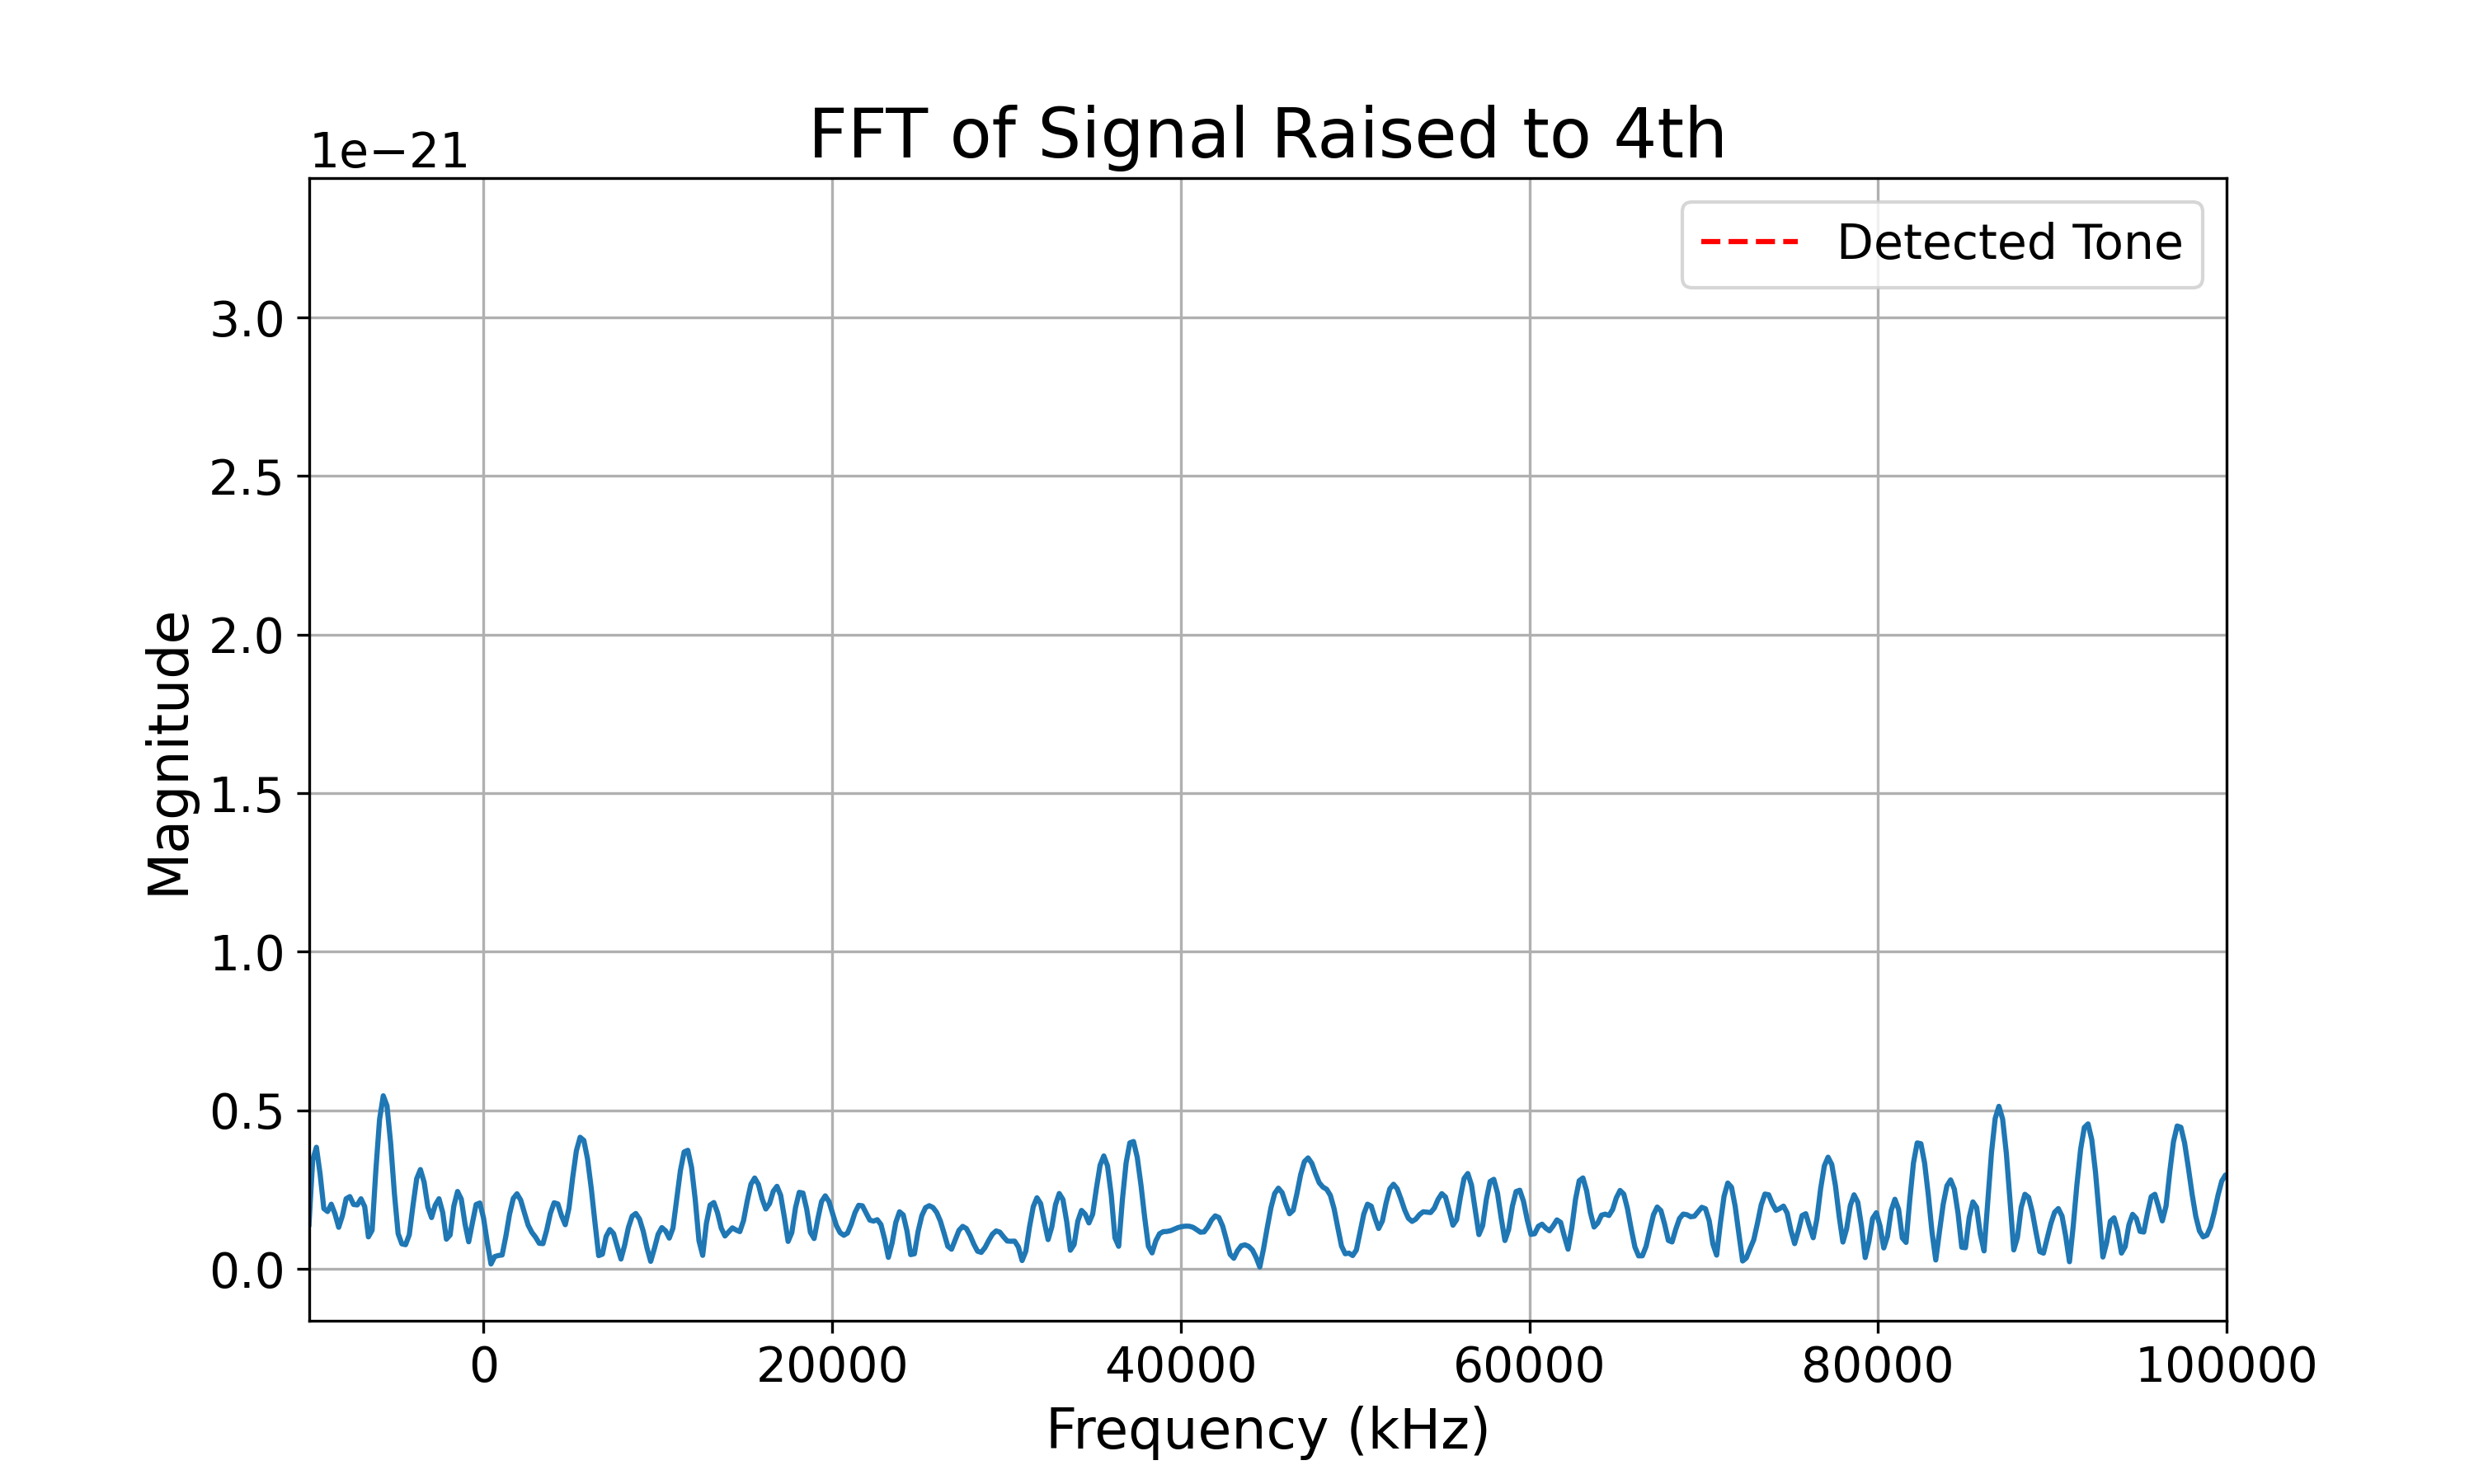 FFT of Signal Raised to 4th
1e−21
Detected Tone
3.0
2.5
2.0
1.5
1.0
0.5
0.0
Magnitude
0 20000 40000 60000 80000 100000
Frequency (kHz)